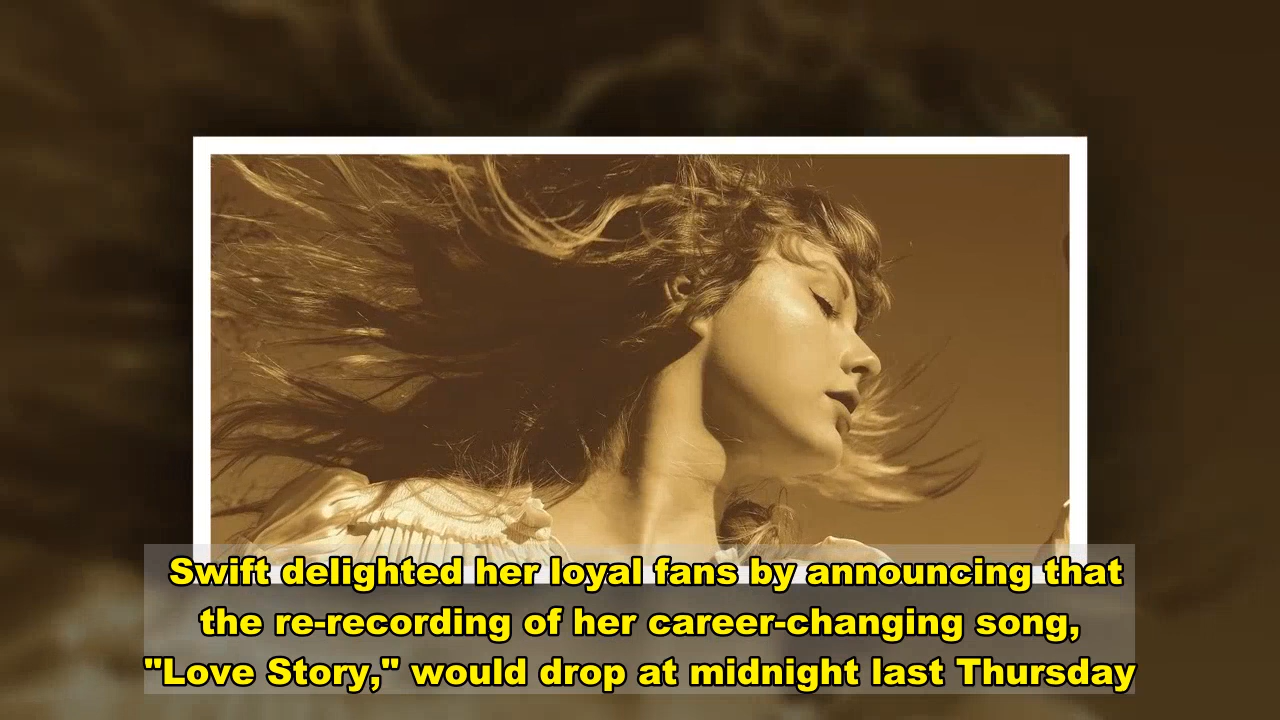 Swift delighted her loyal fans by announcing that
the re-recording of her career-changing song,
"Love Story," would drop at midnight last Thursday